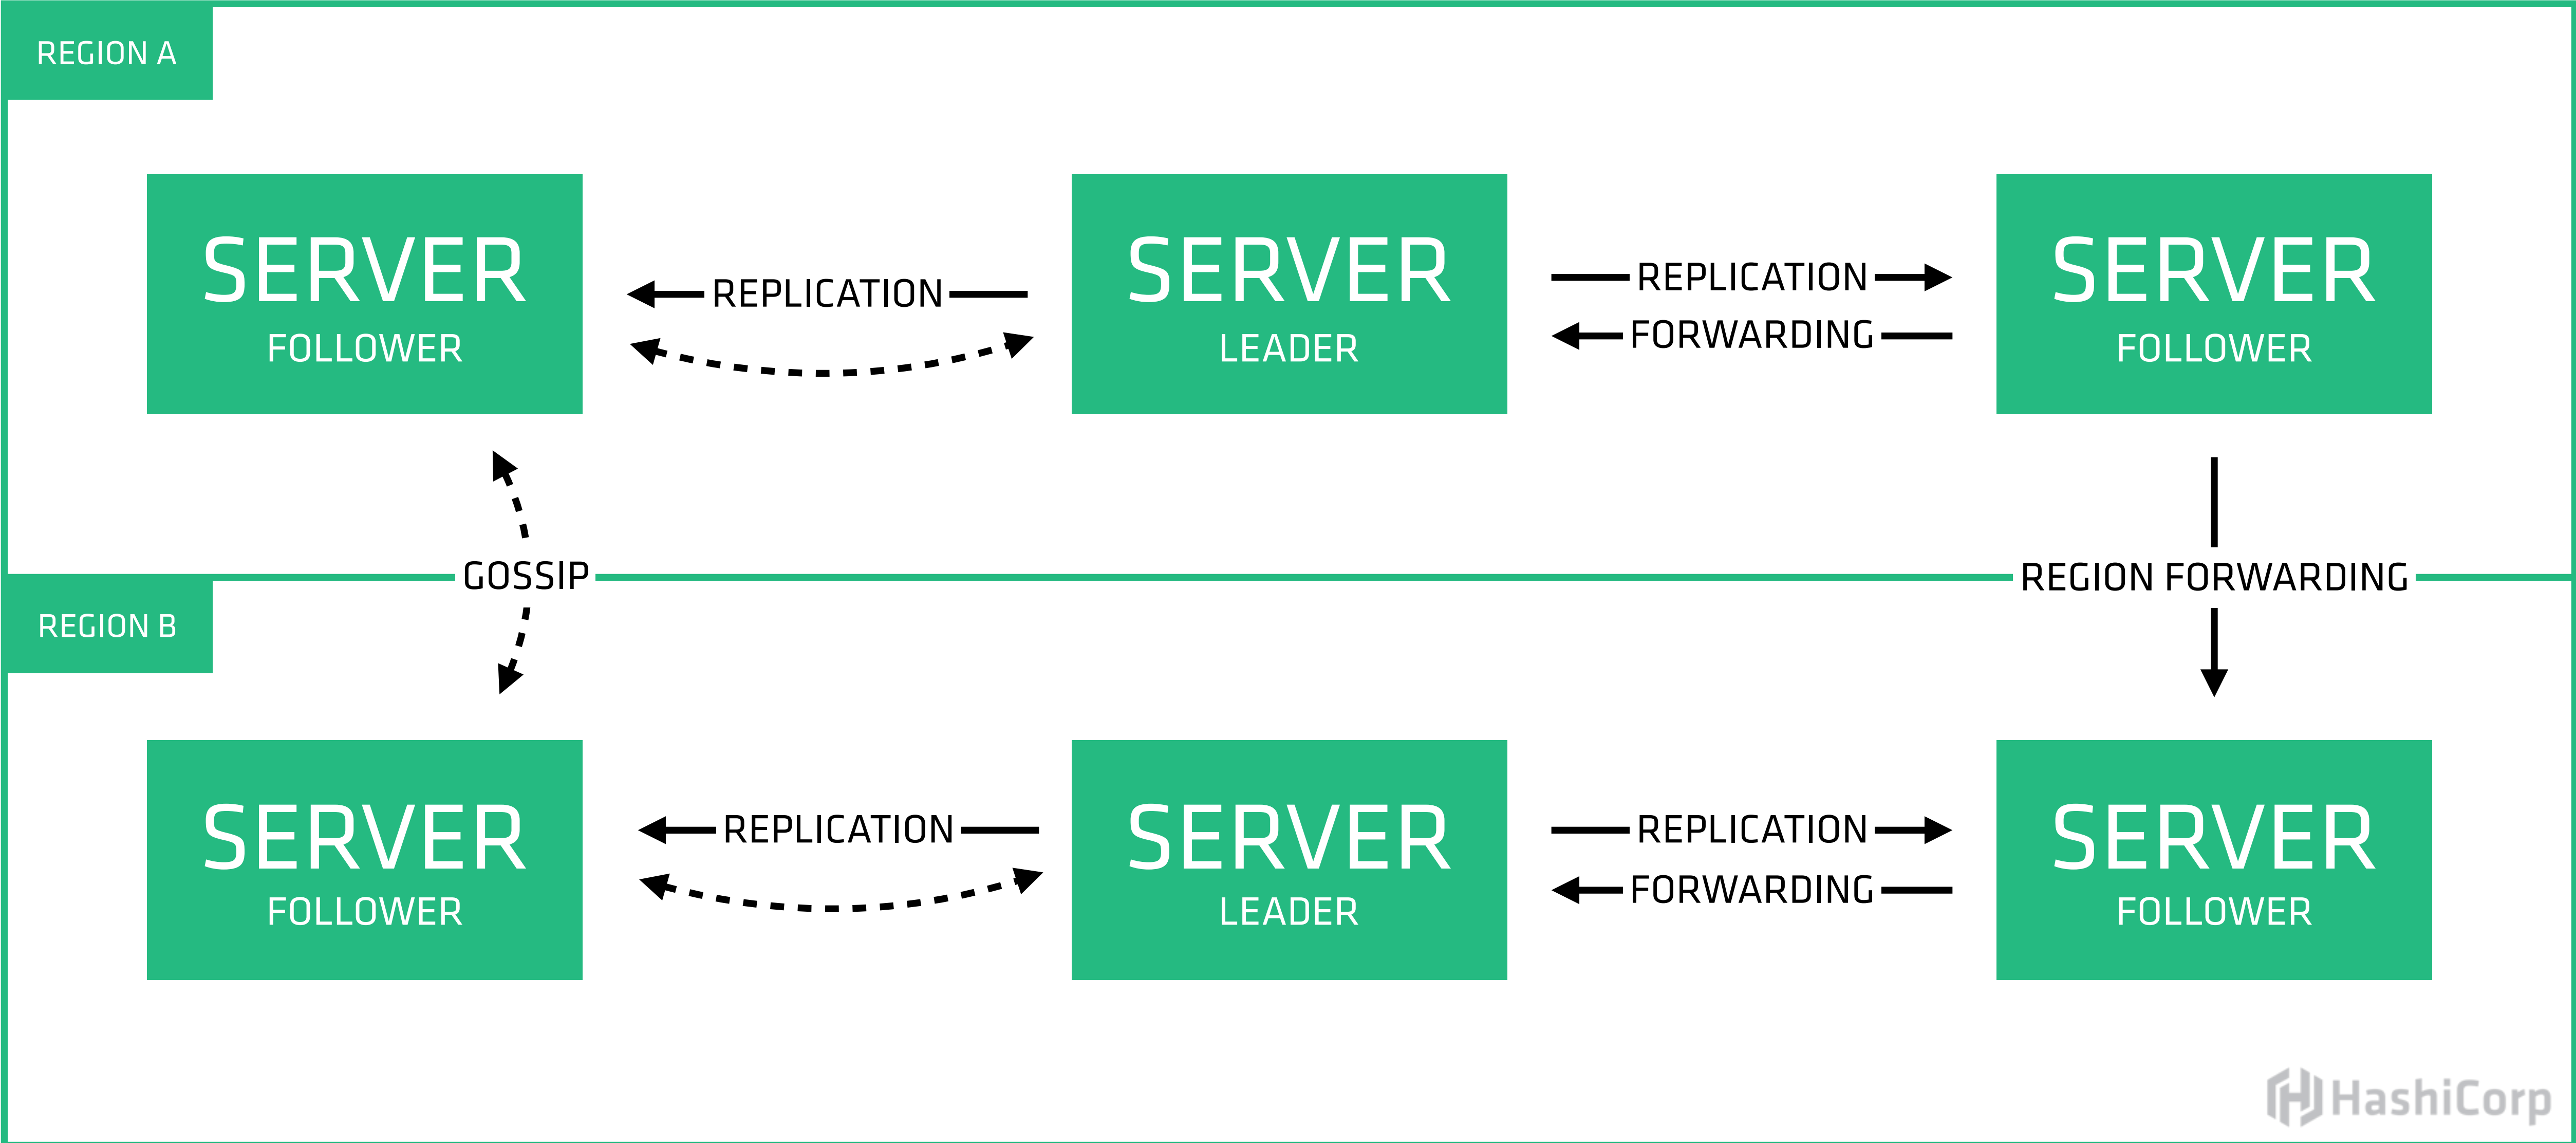 REGION A
SERVER
FOLLOWER
REPLICATION
SERVER
LEADER
REPLICATION
FORWARDING
SERVER
FOLLOWER
GOSSIP
REGION FORWARDING
REGION B
SERVER
FOLLOWER
REPLICATION
SERVER
LEADER
REPLICATION
FORWARDING
SERVER
FOLLOWER
HashiCorp